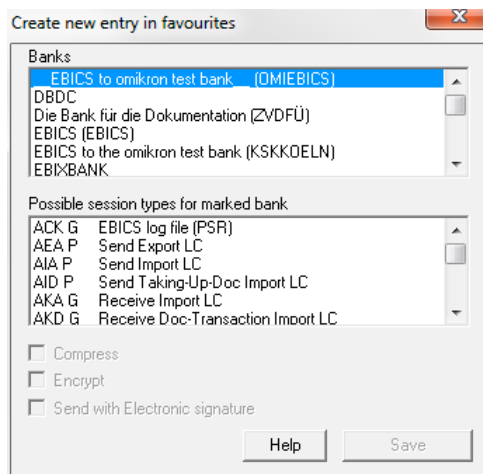 Create new entry in favourites
Banks
__EBICS to omikron test bank__ (OMIEBICS)
DBDC
Die Bank für die Dokumentation (ZVDFÜ)
EBICS (EBICS)
EBICS to the omikron test bank (KSKKOELN)
EBIXBANK
Possible session types for marked bank
ACK G EBICS log file (PSR)
AEA P Send Export LC
AIA P Send Import LC
AID P Send Taking-Up-Doc Import LC
AKA G Receive Import LC
AKD G Receive Doc-Transaction Import LC
Compress
Encrypt
Send with Electronic signature
Help Save